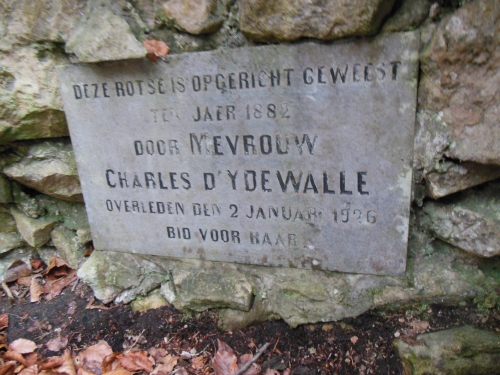 DEZE ROTSE IS OPGERICHT GEWEEST
TEN JAER 1882
DOOR MEVROUW
CHARLES D'YDEWALLE
OVERLEDEN DEN 2 JANUARI 1926
BID VOOR HAAR